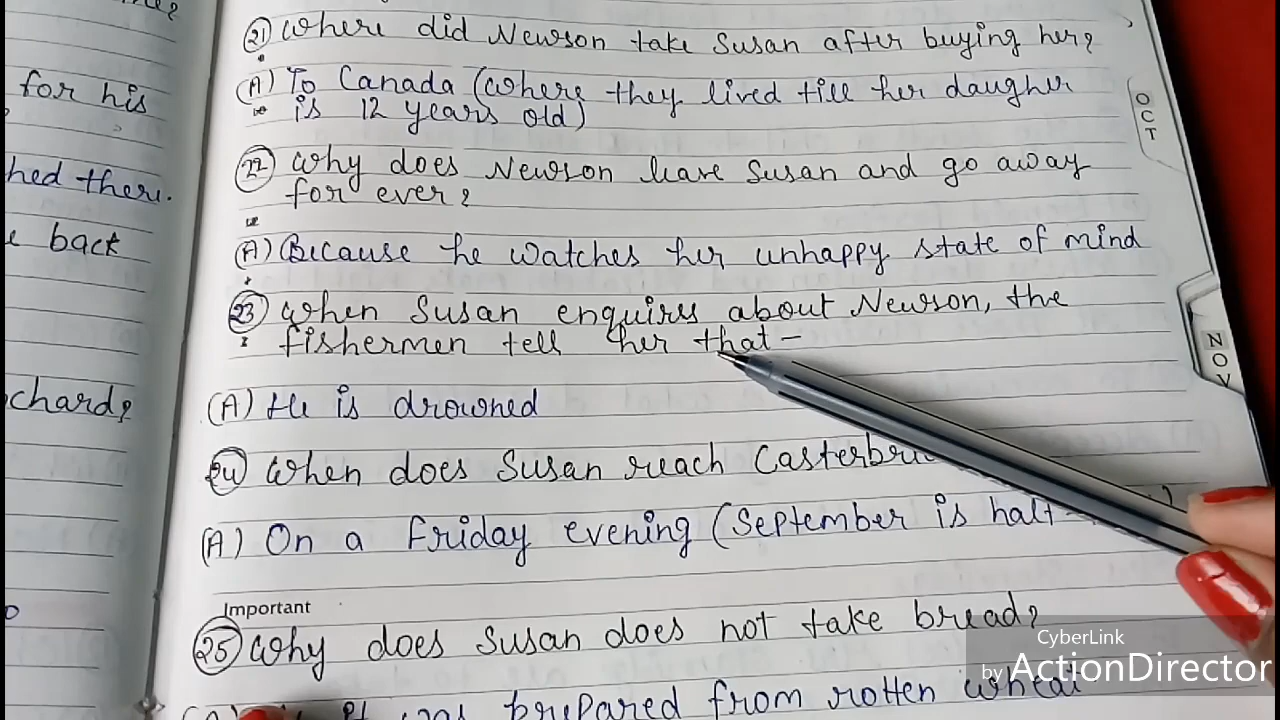 for his
hed there.
back
chard?
(21) Where did Newson take Susan after buying her?
(A) To Canada (where they lived till her daugher
is 12 years old)
(22) Why does Newson leave Susan and go away
for ever?
(A) Because he watches her unhappy state of mind
(23) When Susan enquires about Newson, the
fishermen tell her that -
(A) He is drowned
(24) When does Susan reach
(A) On a Friday evening (September is
Important
(25) Why does Susan does not take bread?
prepared from rotten wheat
OCT
NOV
CyberLink
by ActionDirector